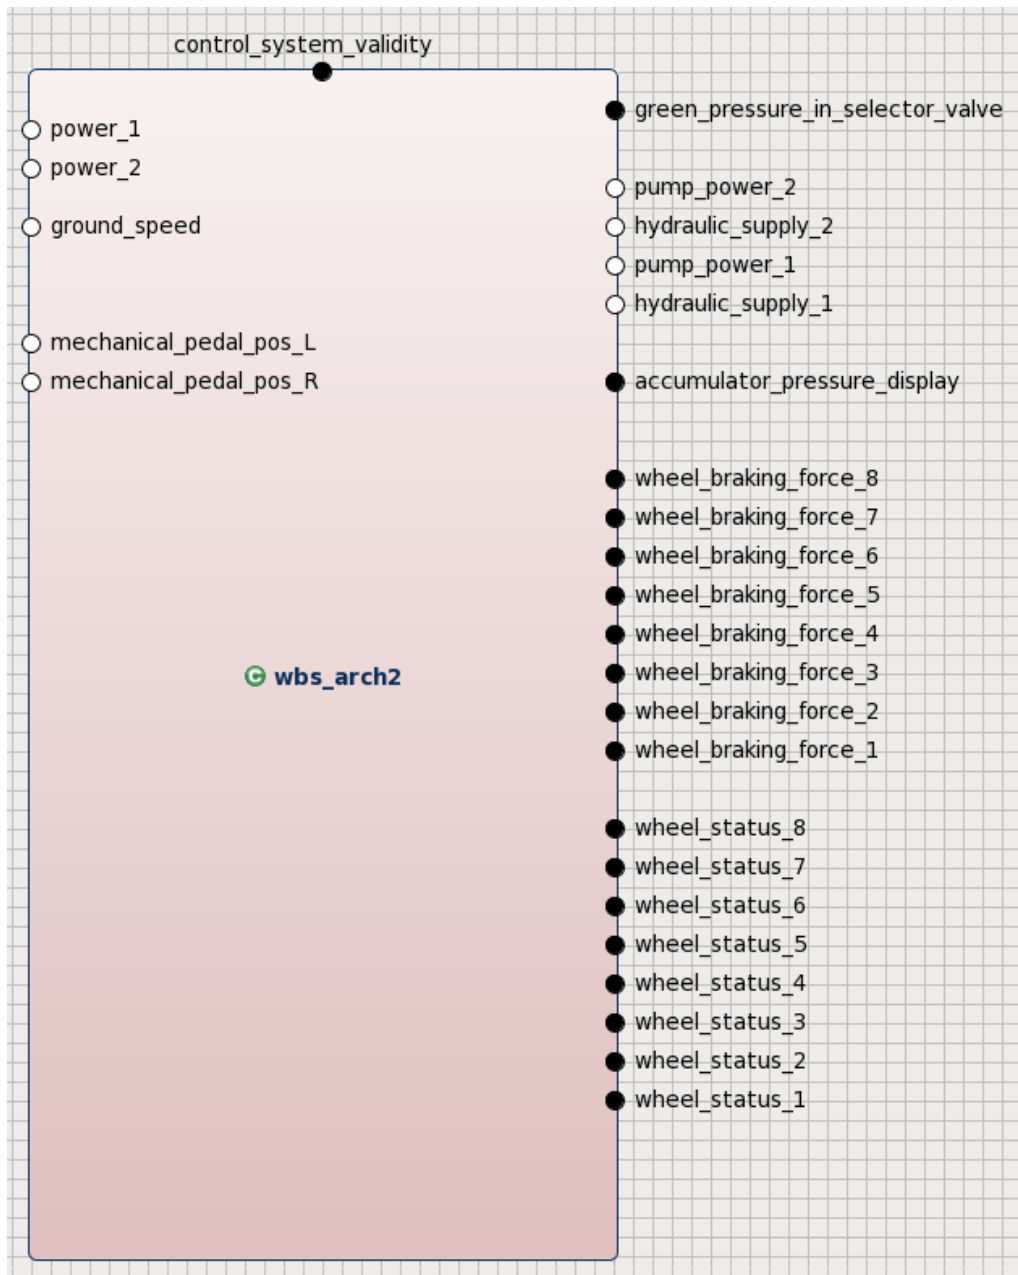 control_system_validity
power_1
power_2
ground_speed
mechanical_pedal_pos_L
mechanical_pedal_pos_R
C wbs_arch2
green_pressure_in_selector_valve
pump_power_2
hydraulic_supply_2
pump_power_1
hydraulic_supply_1
accumulator_pressure_display
wheel_braking_force_8
wheel_braking_force_7
wheel_braking_force_6
wheel_braking_force_5
wheel_braking_force_4
wheel_braking_force_3
wheel_braking_force_2
wheel_braking_force_1
wheel_status_8
wheel_status_7
wheel_status_6
wheel_status_5
wheel_status_4
wheel_status_3
wheel_status_2
wheel_status_1